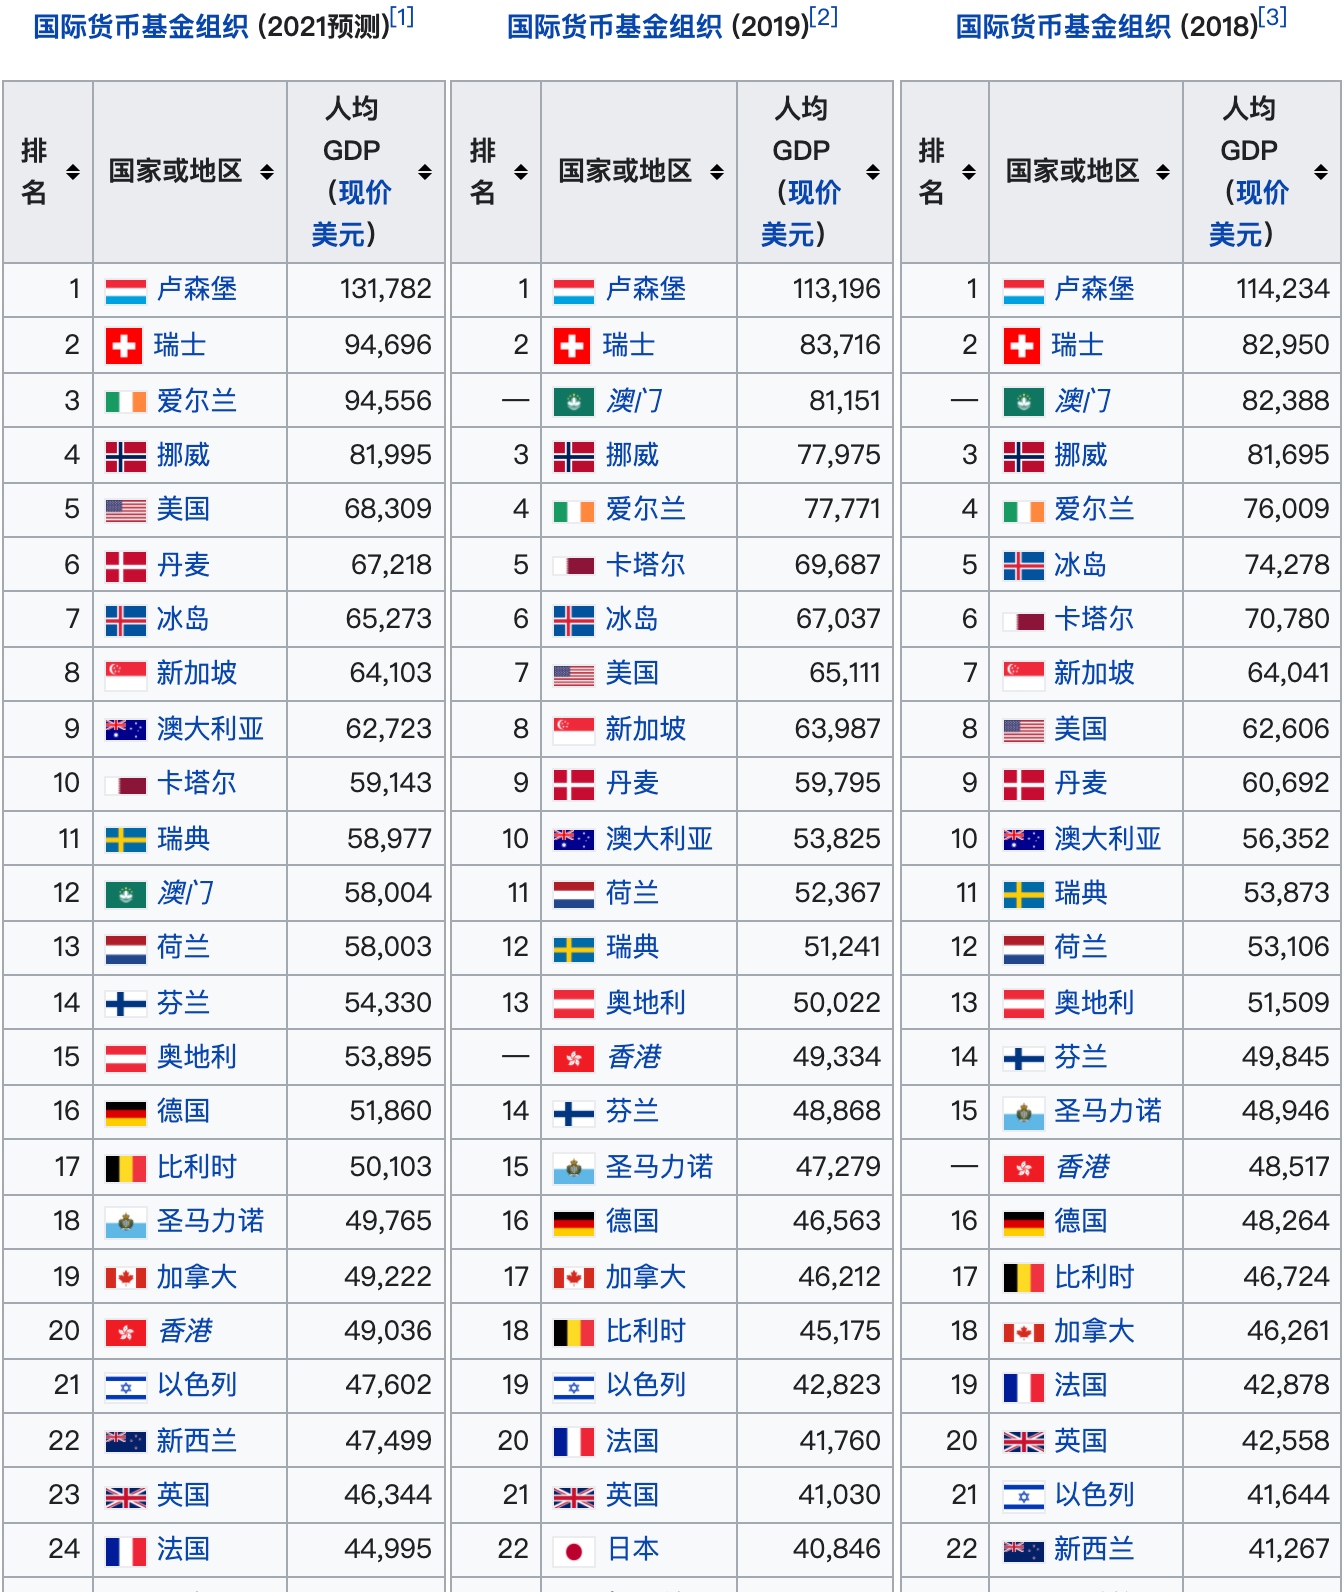 国际货币基金组织 (2021预测)[1]
国际货币基金组织 (2019)[2]
国际货币基金组织 (2018)[3]
排名 国家或地区 人均GDP（现价美元） 排名 国家或地区 人均GDP（现价美元） 排名 国家或地区 人均GDP（现价美元）
1 卢森堡 131,782 1 卢森堡 113,196 1 卢森堡 114,234
2 瑞士 94,696 2 瑞士 83,716 2 瑞士 82,950
3 爱尔兰 94,556 — 澳门 81,151 — 澳门 82,388
4 挪威 81,995 3 挪威 77,975 3 挪威 81,695
5 美国 68,309 4 爱尔兰 77,771 4 爱尔兰 76,009
6 丹麦 67,218 5 卡塔尔 69,687 5 冰岛 74,278
7 冰岛 65,273 6 冰岛 67,037 6 卡塔尔 70,780
8 新加坡 64,103 7 美国 65,111 7 新加坡 64,041
9 澳大利亚 62,723 8 新加坡 63,987 8 美国 62,606
10 卡塔尔 59,143 9 丹麦 59,795 9 丹麦 60,692
11 瑞典 58,977 10 澳大利亚 53,825 10 澳大利亚 56,352
12 澳门 58,004 11 荷兰 52,367 11 瑞典 53,873
13 荷兰 58,003 12 瑞典 51,241 12 荷兰 53,106
14 芬兰 54,330 13 奥地利 50,022 13 奥地利 51,509
15 奥地利 53,895 — 香港 49,334 14 芬兰 49,845
16 德国 51,860 14 芬兰 48,868 15 圣马力诺 48,946
17 比利时 50,103 15 圣马力诺 47,279 — 香港 48,517
18 圣马力诺 49,765 16 德国 46,563 16 德国 48,264
19 加拿大 49,222 17 加拿大 46,212 17 比利时 46,724
20 香港 49,036 18 比利时 45,175 18 加拿大 46,261
21 以色列 47,602 19 以色列 42,823 19 法国 42,878
22 新西兰 47,499 20 法国 41,760 20 英国 42,558
23 英国 46,344 21 英国 41,030 21 以色列 41,644
24 法国 44,995 22 日本 40,846 22 新西兰 41,267